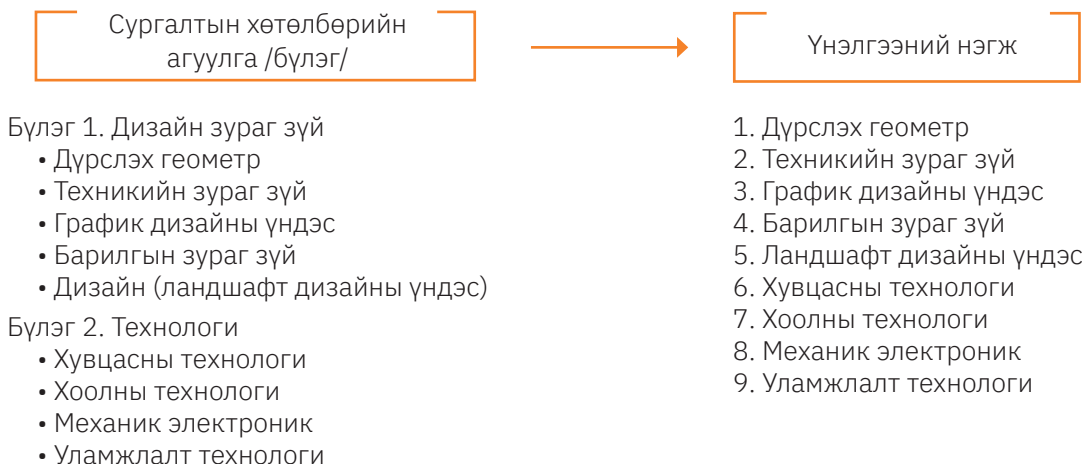 Сургалтын хөтөлбөрийн
агуулга /бүлэг/
Үнэлгээний нэгж
Бүлэг 1. Дизайн зураг зүй
• Дүрслэх геометр
• Техникийн зураг зүй
• График дизайны үндэс
• Барилгын зураг зүй
• Дизайн (ландшафт дизайны үндэс)
Бүлэг 2. Технологи
• Хувцасны технологи
• Хоолны технологи
• Механик электроник
• Уламжлалт технологи
1. Дүрслэх геометр
2. Техникийн зураг зүй
3. График дизайны үндэс
4. Барилгын зураг зүй
5. Ландшафт дизайны үндэс
6. Хувцасны технологи
7. Хоолны технологи
8. Механик электроник
9. Уламжлалт технологи